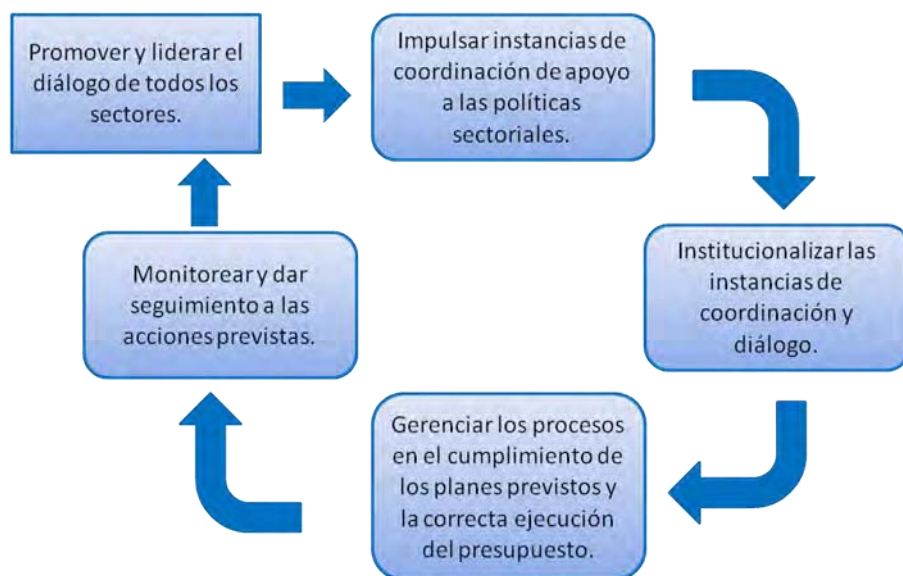 Promover y liderar el
diálogo de todos los
sectores.
Impulsar instancias de
coordinación de apoyo
a las políticas
sectoriales.
Institucionalizar las
instancias de
coordinación y
diálogo.
Gerenciar los procesos
en el cumplimiento de
los planes previstos y
la correcta ejecución
del presupuesto.
Monitorear y dar
seguimiento a las
acciones previstas.